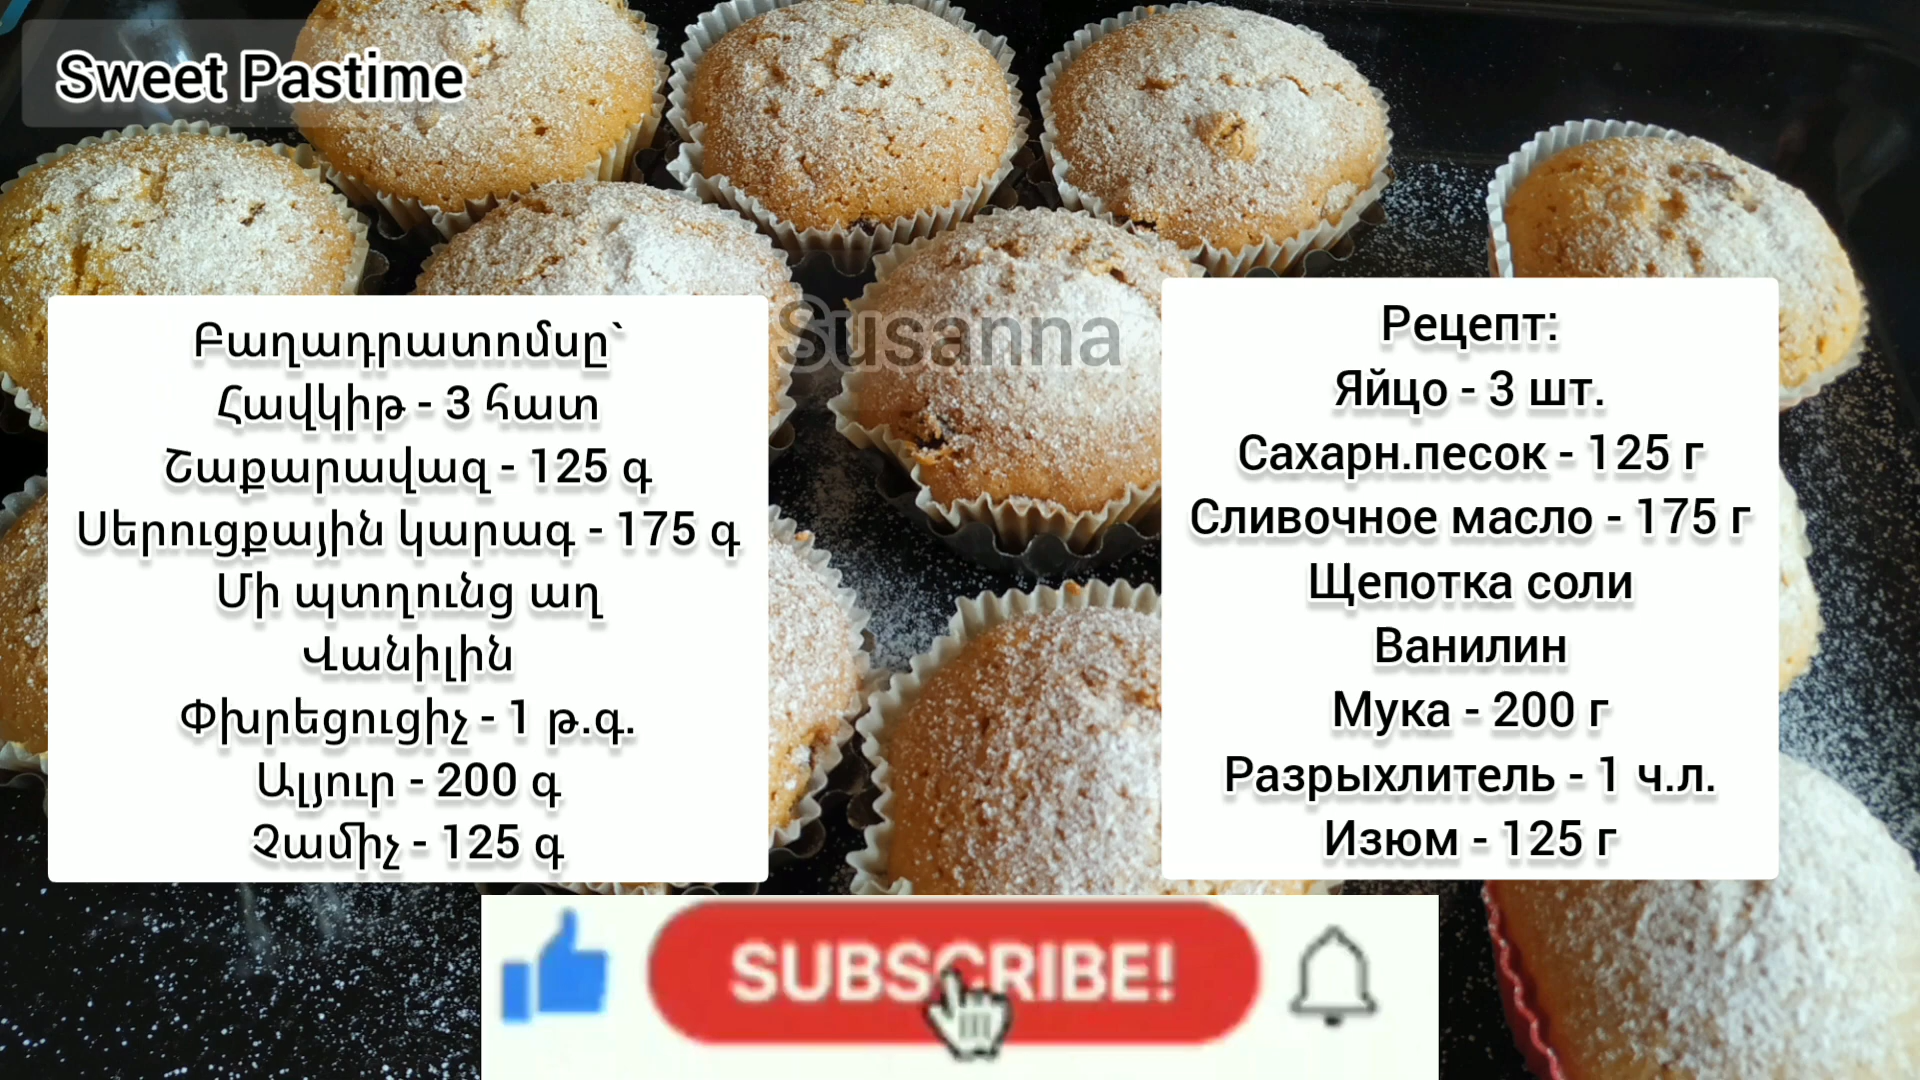 Sweet Pastime
Susanna
Բաղադրատոմսը՝
Հավկիթ - 3 հատ
Շաքարավազ - 125 գ
Սերուցքային կարագ - 175 գ
Մի պտղունց աղ
Վանիլին
Փխրեցուցիչ - 1 թ.գ.
Ալյուր - 200 գ
Չամիչ - 125 գ
Рецепт:
Яйцо - 3 шт.
Сахарн.песок - 125 г
Сливочное масло - 175 г
Щепотка соли
Ванилин
Мука - 200 г
Разрыхлитель - 1 ч.л.
Изюм - 125 г
SUBSCRIBE!